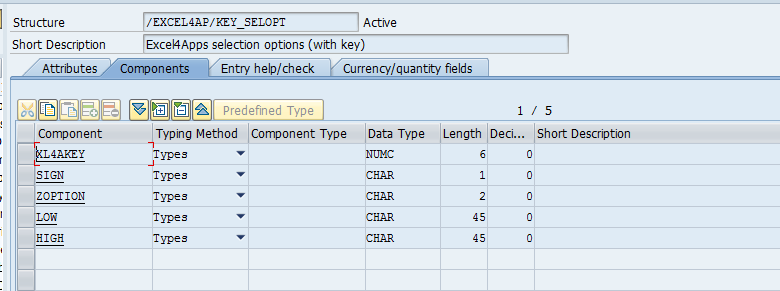 Structure /EXCEL4AP/KEY_SELOPT Active
Short Description Excel4Apps selection options (with key)
Attributes Components Entry help/check Currency/quantity fields
Predefined Type 1 / 5
Component Typing Method Component Type Data Type Length Deci... Short Description
XL4AKEY Types NUMC 6 0
SIGN Types CHAR 1 0
ZOPTION Types CHAR 2 0
LOW Types CHAR 45 0
HIGH Types CHAR 45 0